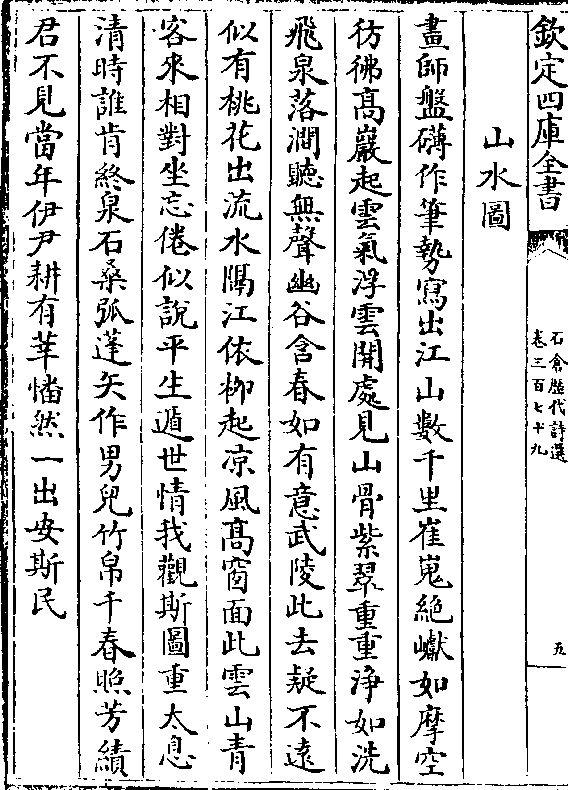 欽定四庫全書
石倉歷代詩選
卷三百七十九
五
山水圖
畫師盤礴作筆勢寫出江山數千里崔嵬絶巘如摩空
彷彿高巖起雲氣浮雲開處見山骨紫翠重重淨如洗
飛泉落澗聽無聲幽谷含春如有意武陵此去疑不逺
似有桃花出流水隔江依栁起凉風髙窗面此雲山青
客來相對坐忘倦似說平生遁世情我觀斯圖重太息
清時誰肯終泉石桑弧蓬矢作男兒竹帛千春照芳績
君不見當年伊尹耕有莘憣然一出安斯民